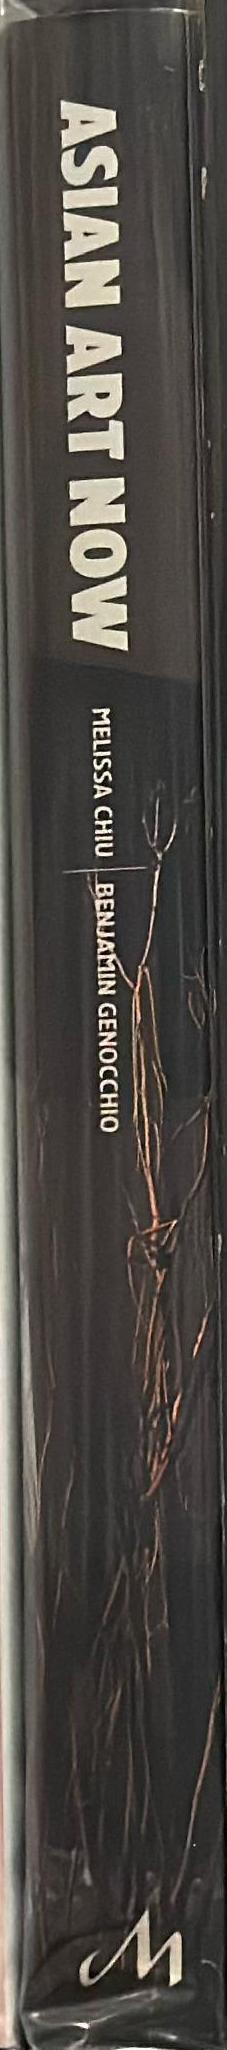 ASIAN ART NOW
MELISSA CHIU | BENJAMIN GENOCCHIO
M